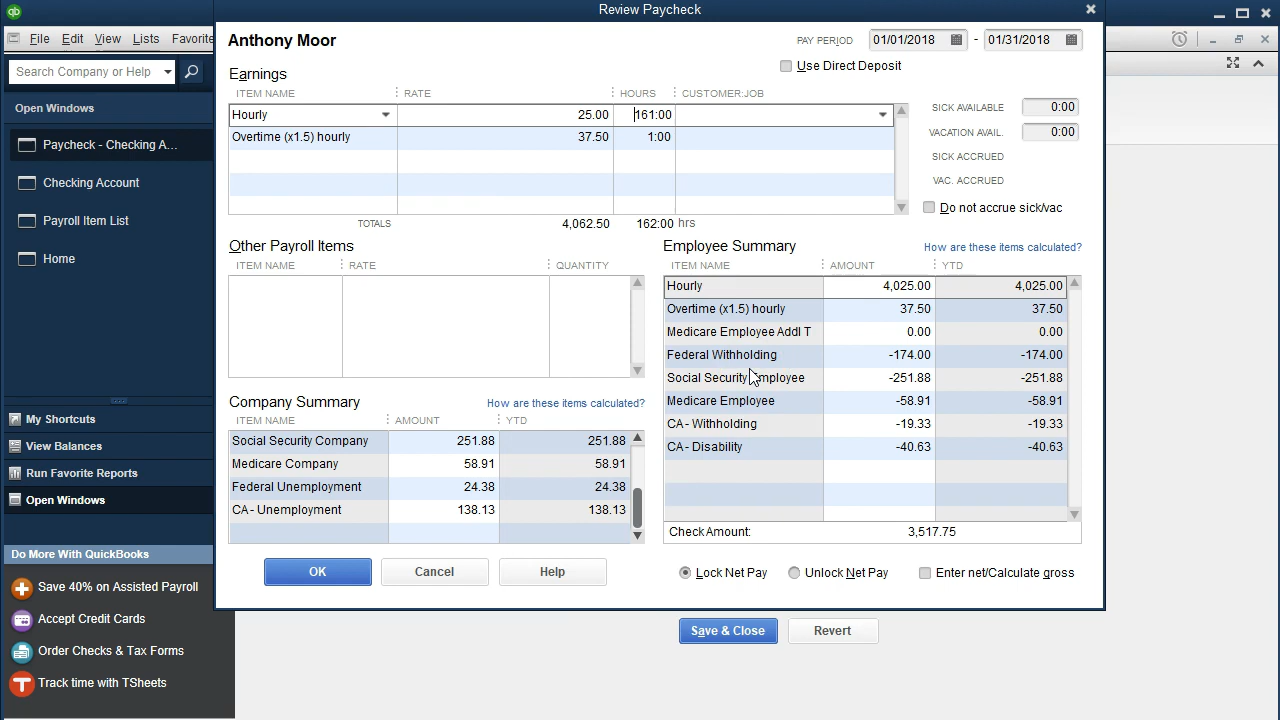 Review Paycheck
File Edit View Lists Favorite
Search Company or Help
Open Windows
Paycheck - Checking A...
Checking Account
Payroll Item List
Home
My Shortcuts
View Balances
Run Favorite Reports
Open Windows
Do More With QuickBooks
Save 40% on Assisted Payroll
Accept Credit Cards
Order Checks & Tax Forms
Track time with TSheets
Anthony Moor
PAY PERIOD 01/01/2018 - 01/31/2018
Use Direct Deposit
Earnings
ITEM NAME RATE HOURS CUSTOMER:JOB
Hourly 25.00 161:00
Overtime (x1.5) hourly 37.50 1:00
TOTALS 4,062.50 162:00 hrs
SICK AVAILABLE 0:00
VACATION AVAIL. 0:00
SICK ACCRUED
VAC. ACCRUED
Do not accrue sick/vac
Other Payroll Items
ITEM NAME RATE QUANTITY
Employee Summary How are these items calculated?
ITEM NAME AMOUNT YTD
Hourly 4,025.00 4,025.00
Overtime (x1.5) hourly 37.50 37.50
Medicare Employee Addl T 0.00 0.00
Federal Withholding -174.00 -174.00
Social Security Employee -251.88 -251.88
Medicare Employee -58.91 -58.91
CA - Withholding -19.33 -19.33
CA - Disability -40.63 -40.63
Check Amount: 3,517.75
Company Summary How are these items calculated?
ITEM NAME AMOUNT YTD
Social Security Company 251.88 251.88
Medicare Company 58.91 58.91
Federal Unemployment 24.38 24.38
CA - Unemployment 138.13 138.13
OK Cancel Help
Lock Net Pay Unlock Net Pay Enter net/Calculate gross
Save & Close Revert